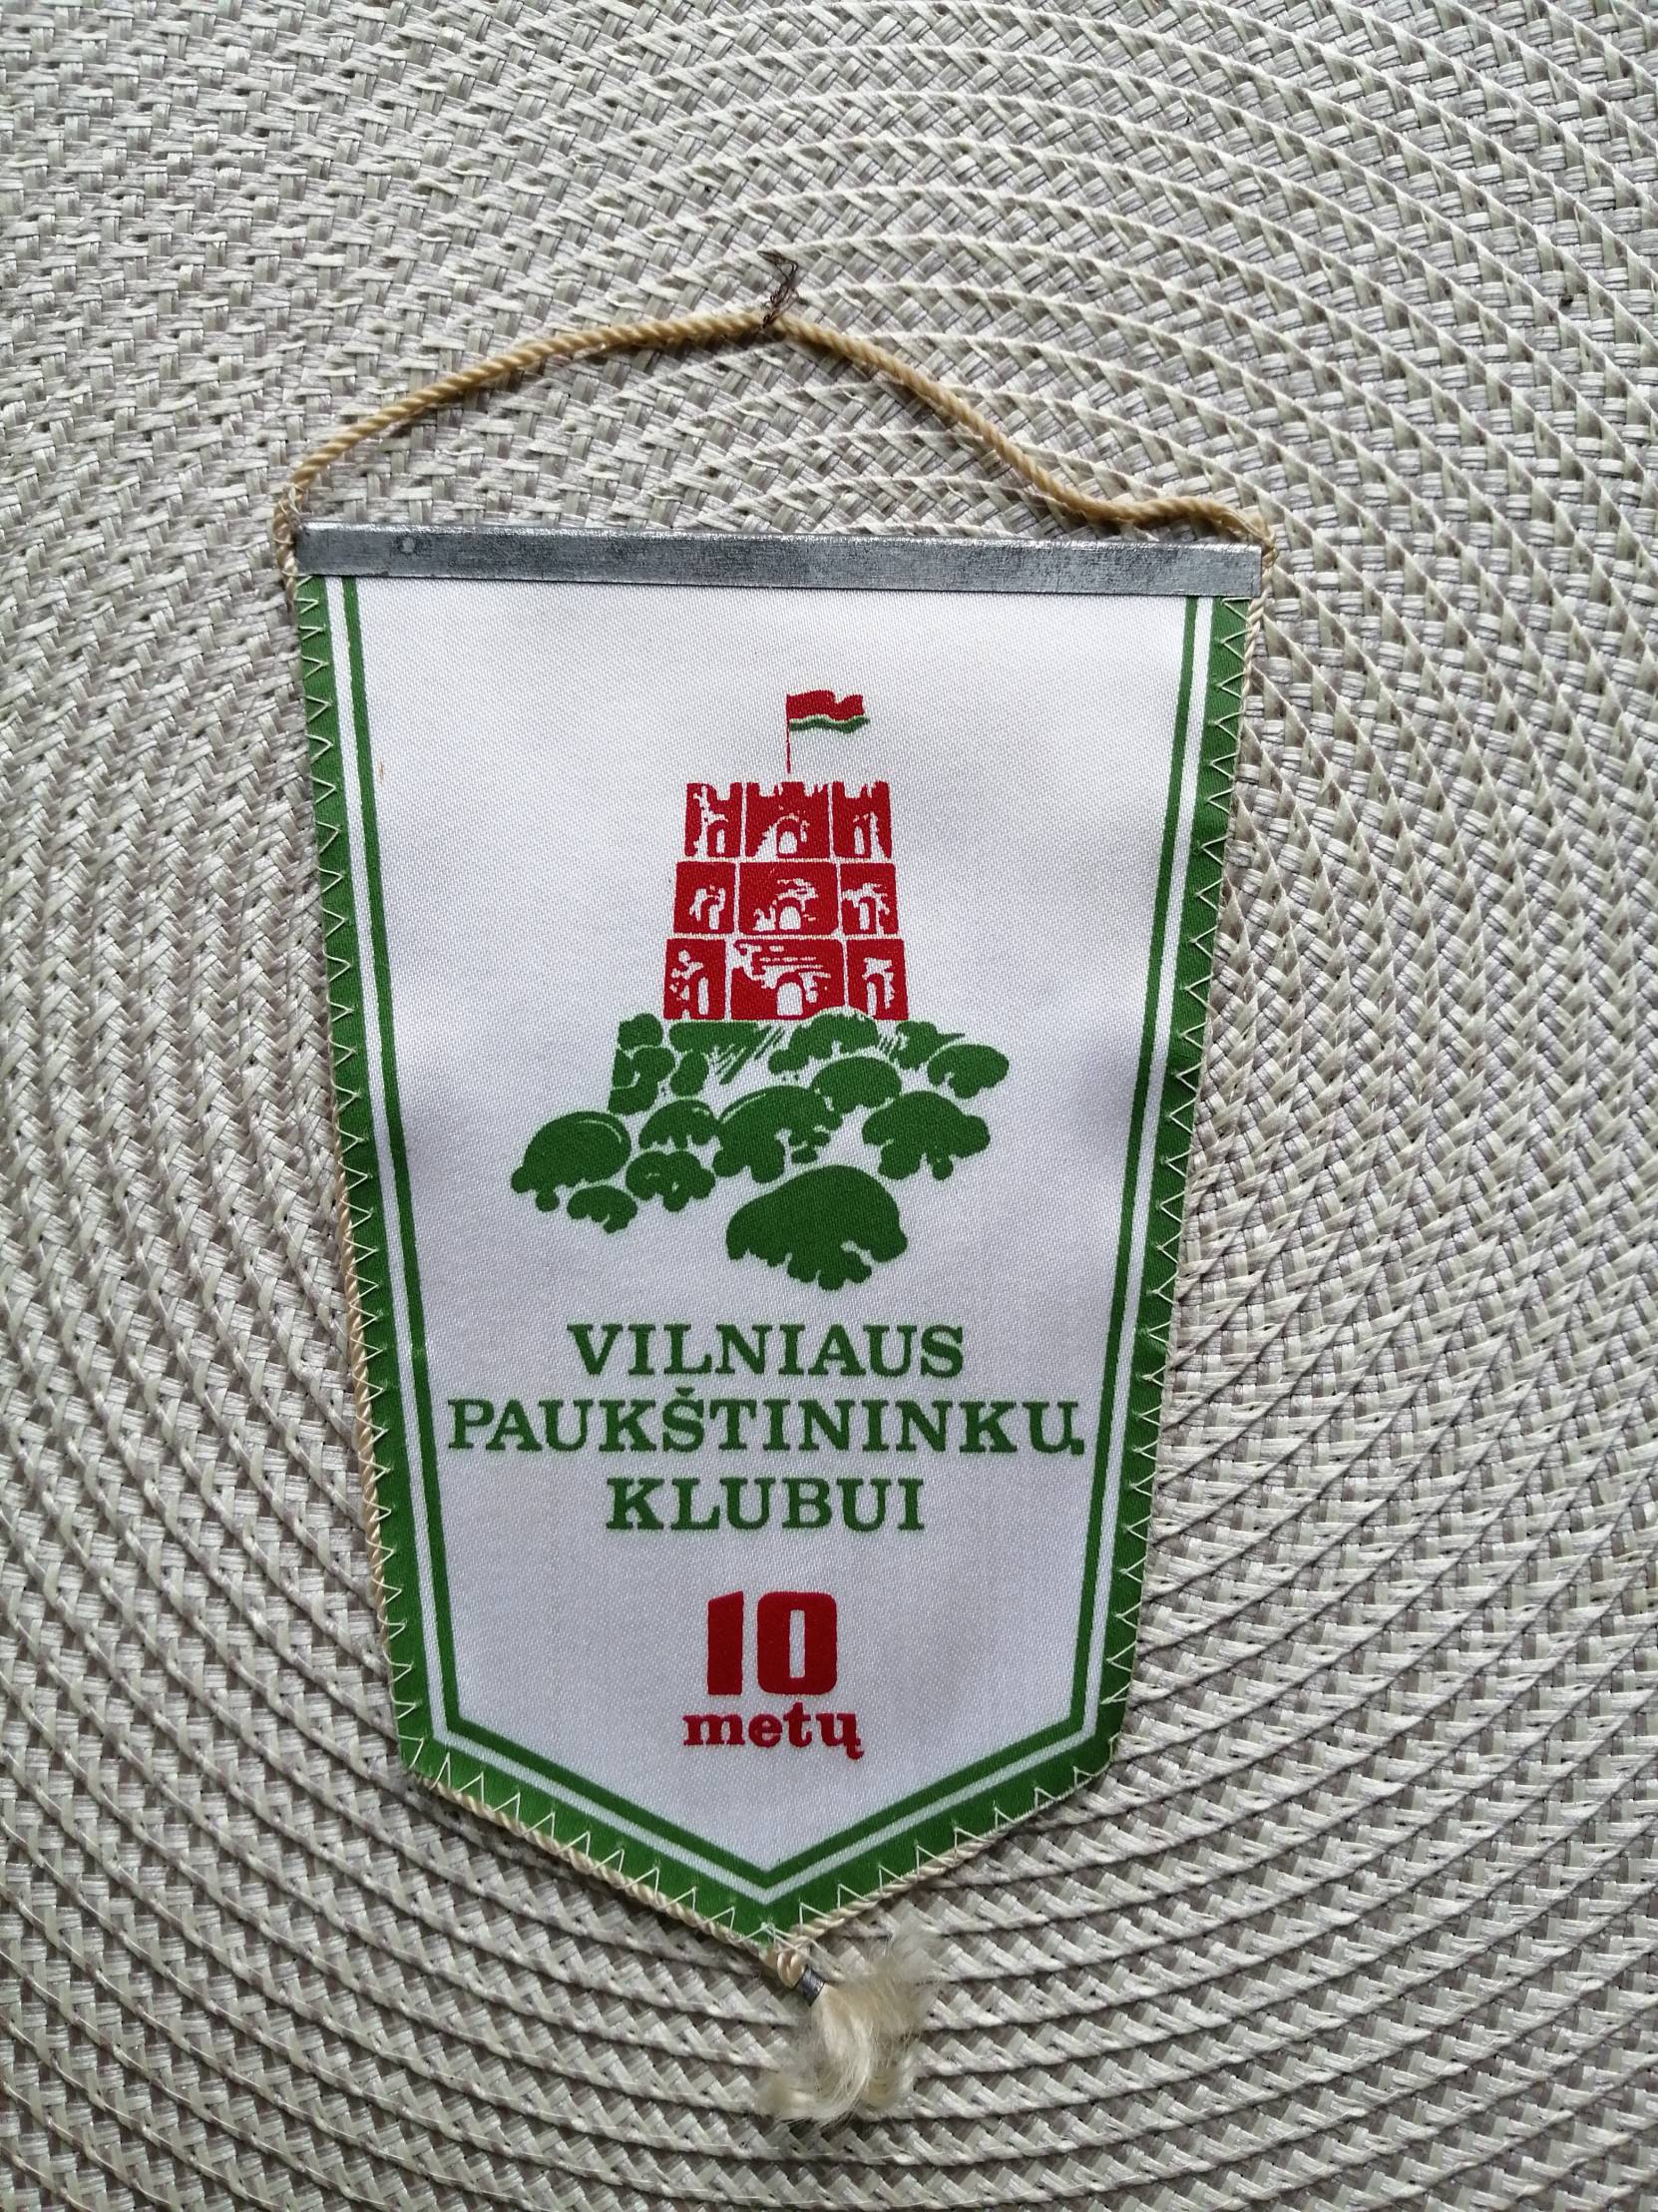 VILNIAUS
PAUKŠTININKŲ
KLUBUI
10
metų